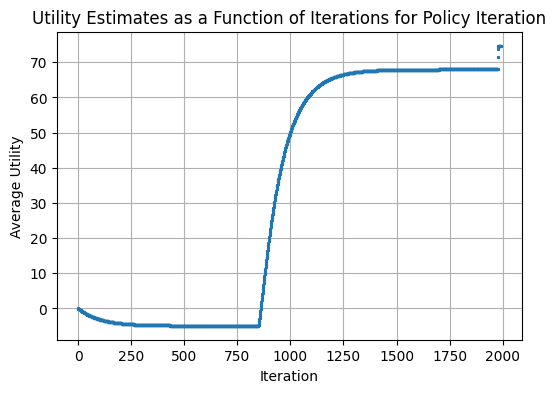 Utility Estimates as a Function of Iterations for Policy Iteration
Average Utility
70
60
50
40
30
20
10
0
0 250 500 750 1000 1250 1500 1750 2000
Iteration